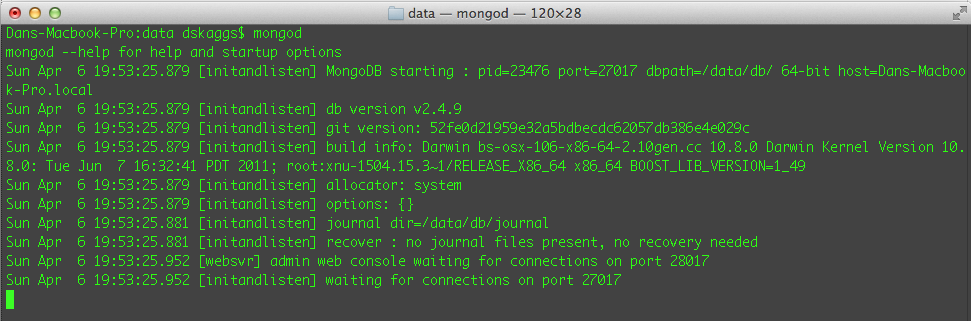 data — mongod — 120×28
Dans-Macbook-Pro:data dskaggs$ mongod
mongod --help for help and startup options
Sun Apr  6 19:53:25.879 [initandlisten] MongoDB starting : pid=23476 port=27017 dbpath=/data/db/ 64-bit host=Dans-Macboo
k-Pro.local
Sun Apr  6 19:53:25.879 [initandlisten] db version v2.4.9
Sun Apr  6 19:53:25.879 [initandlisten] git version: 52fe0d21959e32a5bdbecdc62057db386e4e029c
Sun Apr  6 19:53:25.879 [initandlisten] build info: Darwin bs-osx-106-x86-64-2.10gen.cc 10.8.0 Darwin Kernel Version 10.
8.0: Tue Jun  7 16:32:41 PDT 2011; root:xnu-1504.15.3~1/RELEASE_X86_64 x86_64 BOOST_LIB_VERSION=1_49
Sun Apr  6 19:53:25.879 [initandlisten] allocator: system
Sun Apr  6 19:53:25.879 [initandlisten] options: {}
Sun Apr  6 19:53:25.881 [initandlisten] journal dir=/data/db/journal
Sun Apr  6 19:53:25.881 [initandlisten] recover : no journal files present, no recovery needed
Sun Apr  6 19:53:25.952 [websvr] admin web console waiting for connections on port 28017
Sun Apr  6 19:53:25.952 [initandlisten] waiting for connections on port 27017